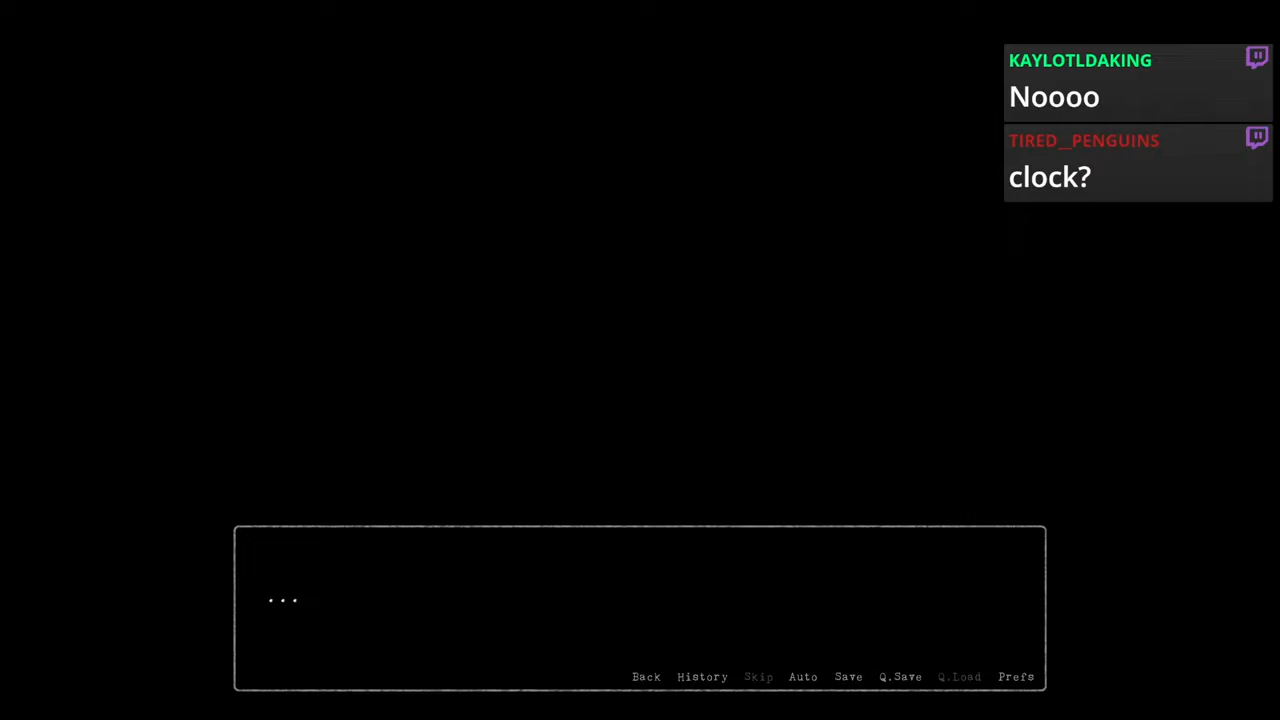 KAYLOTLDAKING
Noooo
TIRED__PENGUINS
clock?
...
Back History Skip Auto Save Q.Save Q.Load Prefs